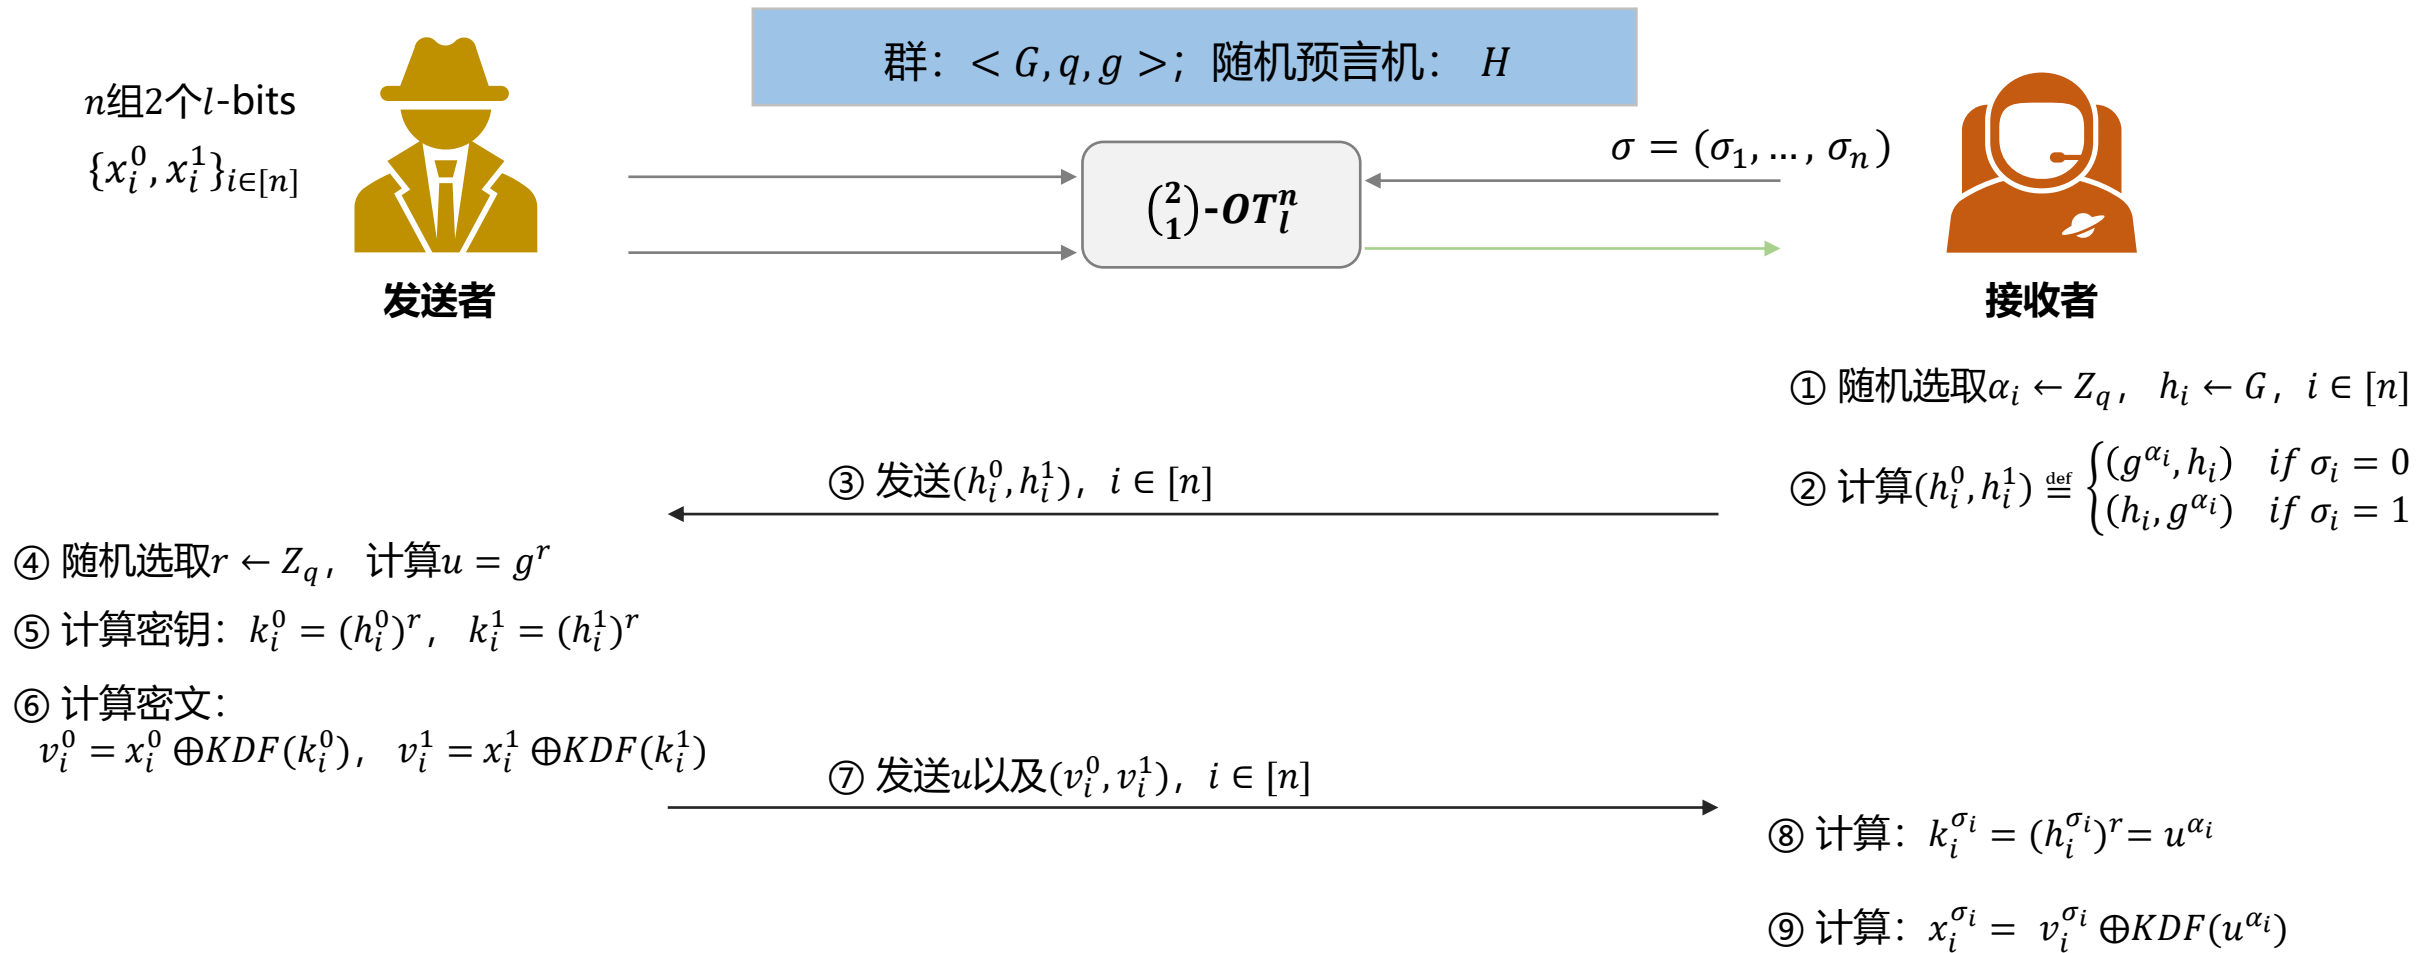 群：< G, q, g >；随机预言机： H
n组2个l-bits
{x_i^0, x_i^1}_{i∈[n]}
σ = (σ_1, … , σ_n)
\binom{2}{1}-OT_l^n
发送者
接收者
① 随机选取α_i ← Z_q， h_i ← G，i ∈ [n]
② 计算(h_i^0, h_i^1) ≝ { (g^{α_i}, h_i) if σ_i = 0
(h_i, g^{α_i}) if σ_i = 1
③ 发送(h_i^0, h_i^1)，i ∈ [n]
④ 随机选取r ← Z_q， 计算u = g^r
⑤ 计算密钥：k_i^0 = (h_i^0)^r， k_i^1 = (h_i^1)^r
⑥ 计算密文：
v_i^0 = x_i^0 ⊕KDF(k_i^0)， v_i^1 = x_i^1 ⊕KDF(k_i^1)
⑦ 发送u以及(v_i^0, v_i^1)，i ∈ [n]
⑧ 计算：k_i^{σ_i} = (h_i^{σ_i})^r = u^{α_i}
⑨ 计算：x_i^{σ_i} = v_i^{σ_i} ⊕KDF(u^{α_i})